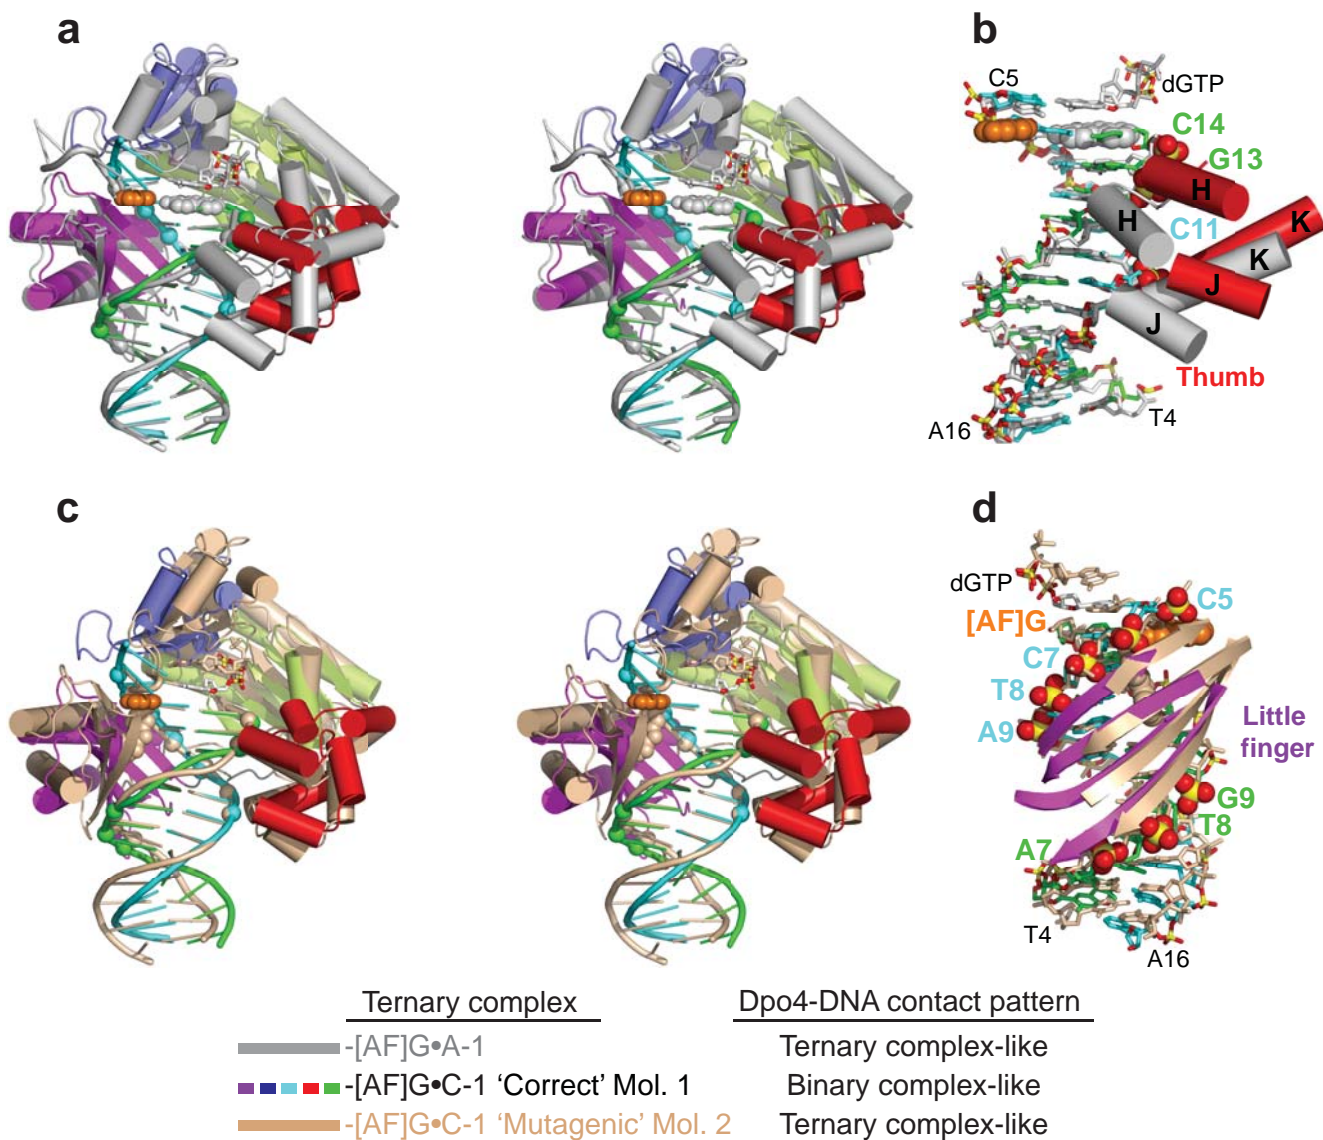 a
b
C5
dGTP
C14
G13
H
H
C11
K
K
J
J
Thumb
A16
T4
c
d
dGTP
[AF]G
C5
C7
T8
A9
Little
finger
G9
T8
A7
T4
A16
Ternary complex
Dpo4-DNA contact pattern
-[AF]G•A-1
Ternary complex-like
-[AF]G•C-1 ‘Correct’ Mol. 1
Binary complex-like
-[AF]G•C-1 ‘Mutagenic’ Mol. 2
Ternary complex-like